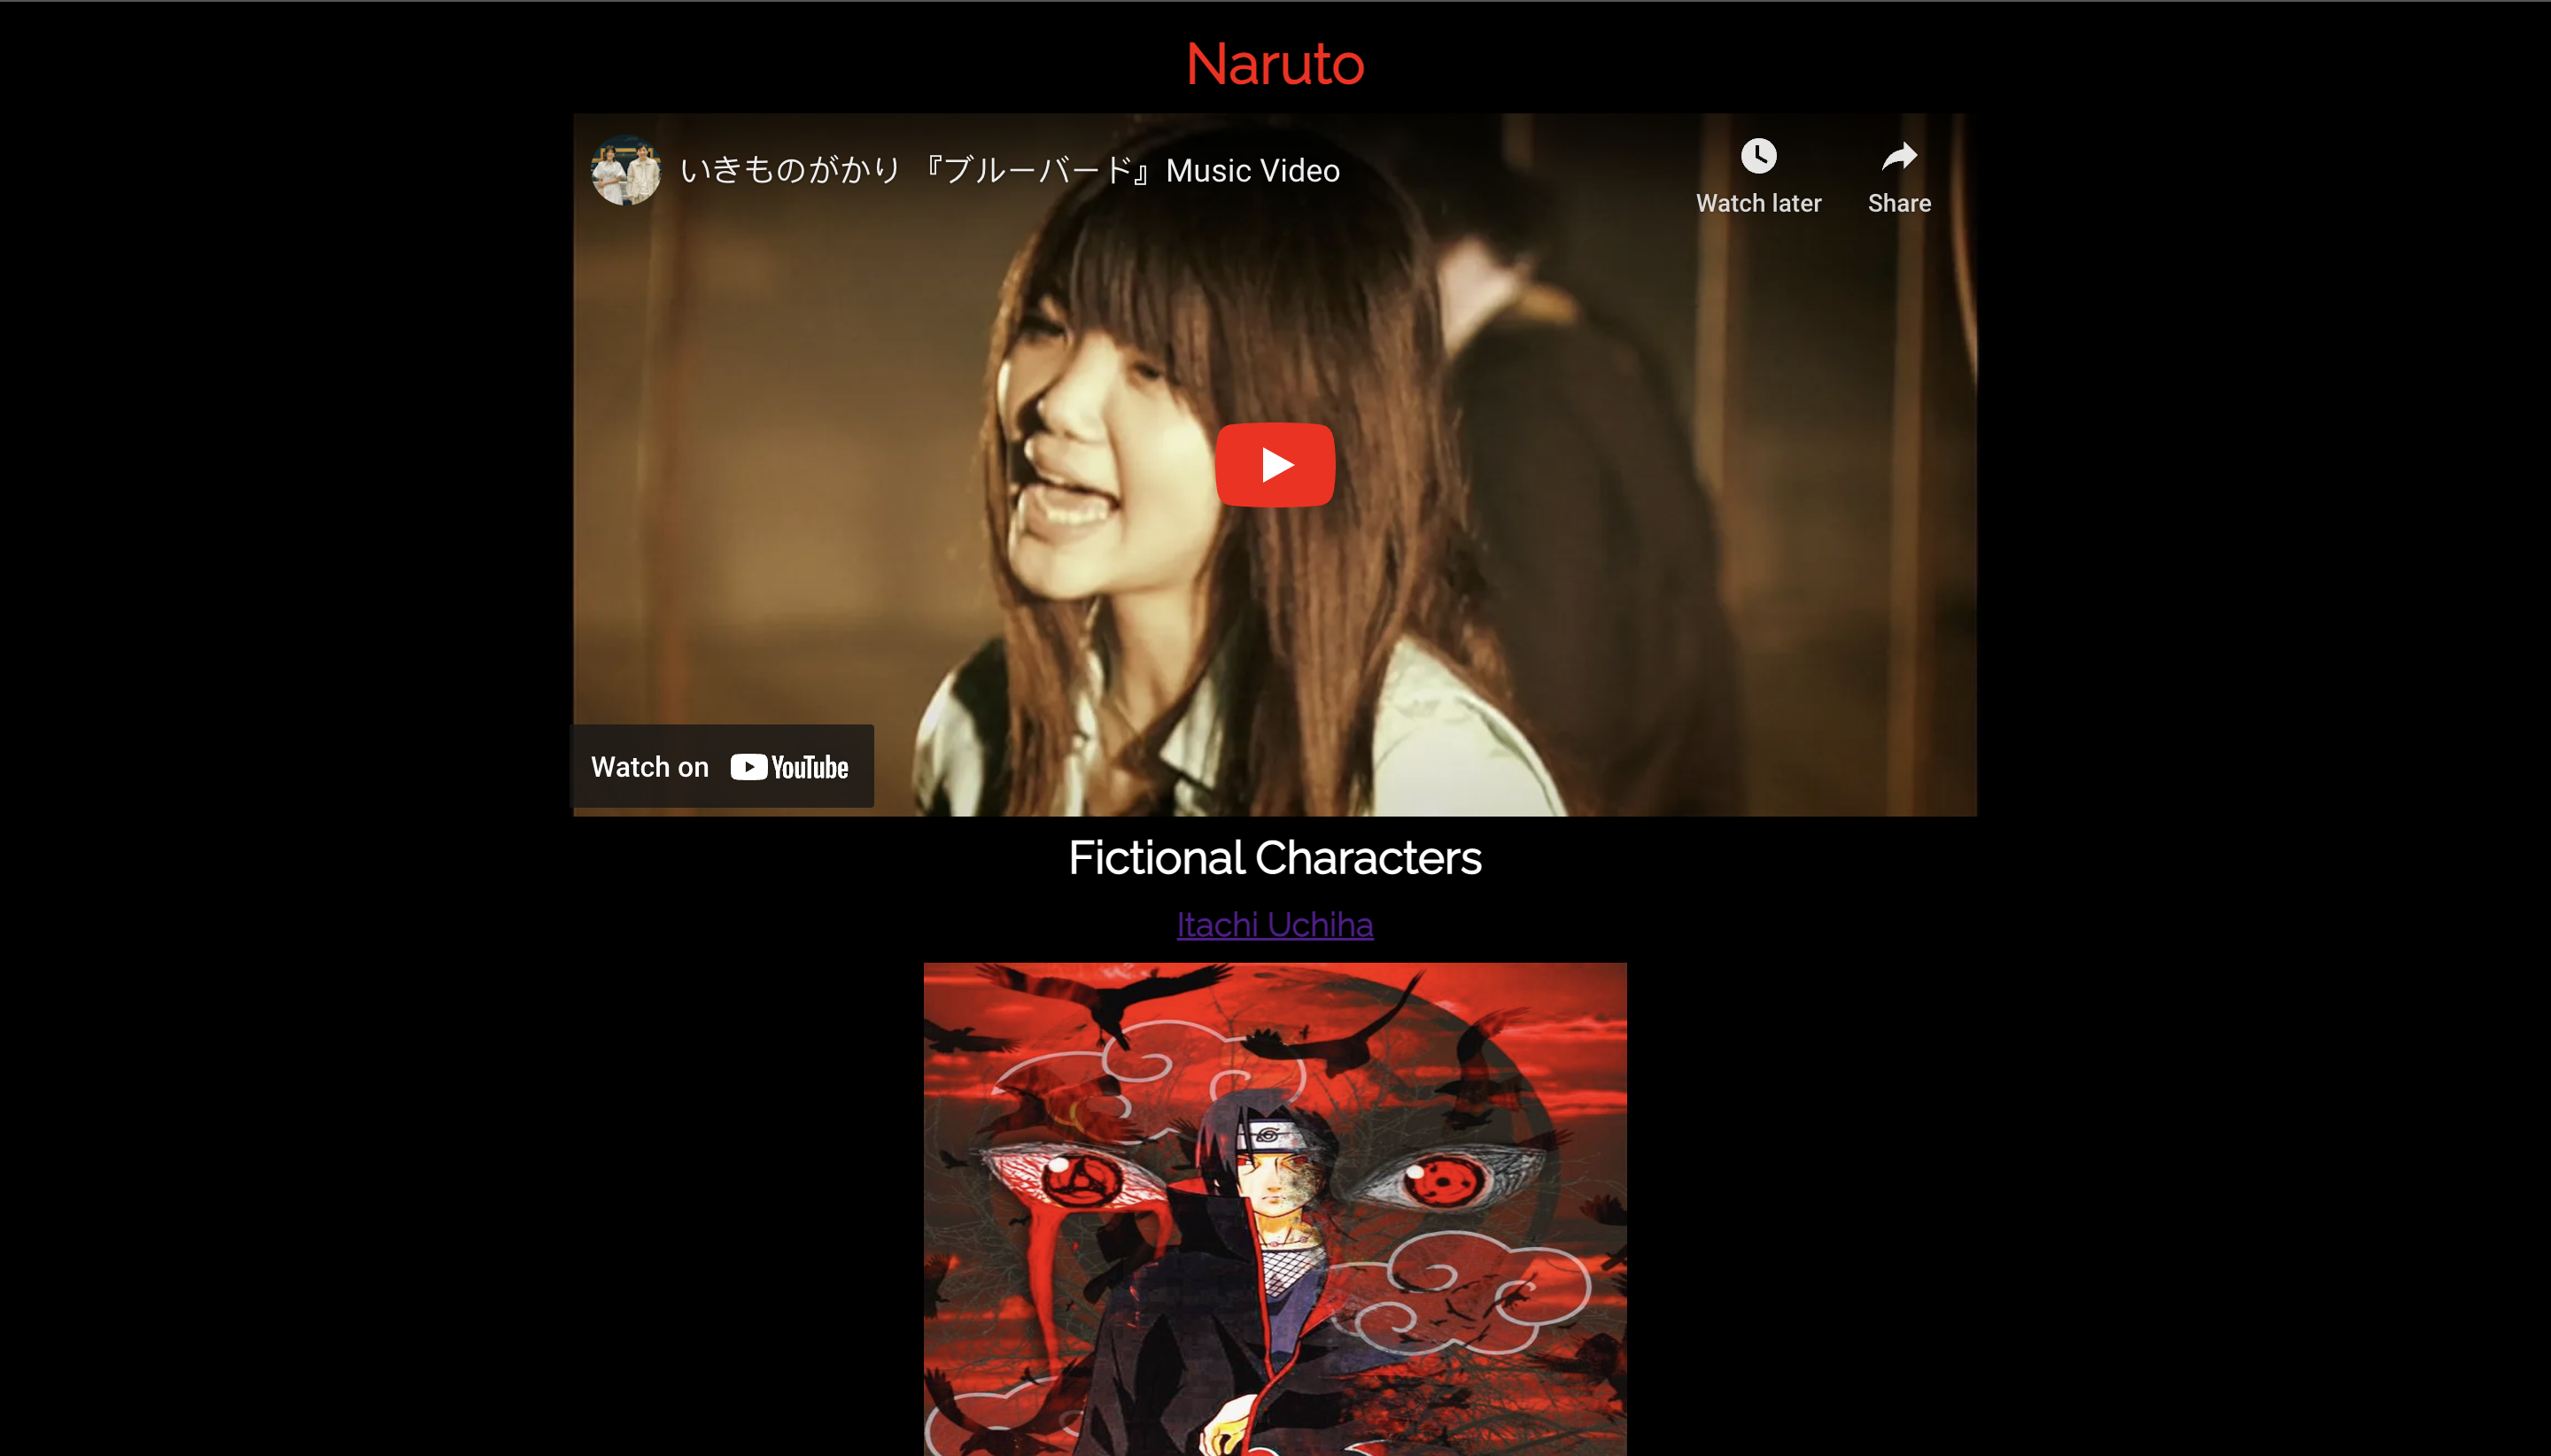 Naruto
いきものがかり 『ブルーバード』Music Video
Watch later
Share
Watch on YouTube
Fictional Characters
Itachi Uchiha